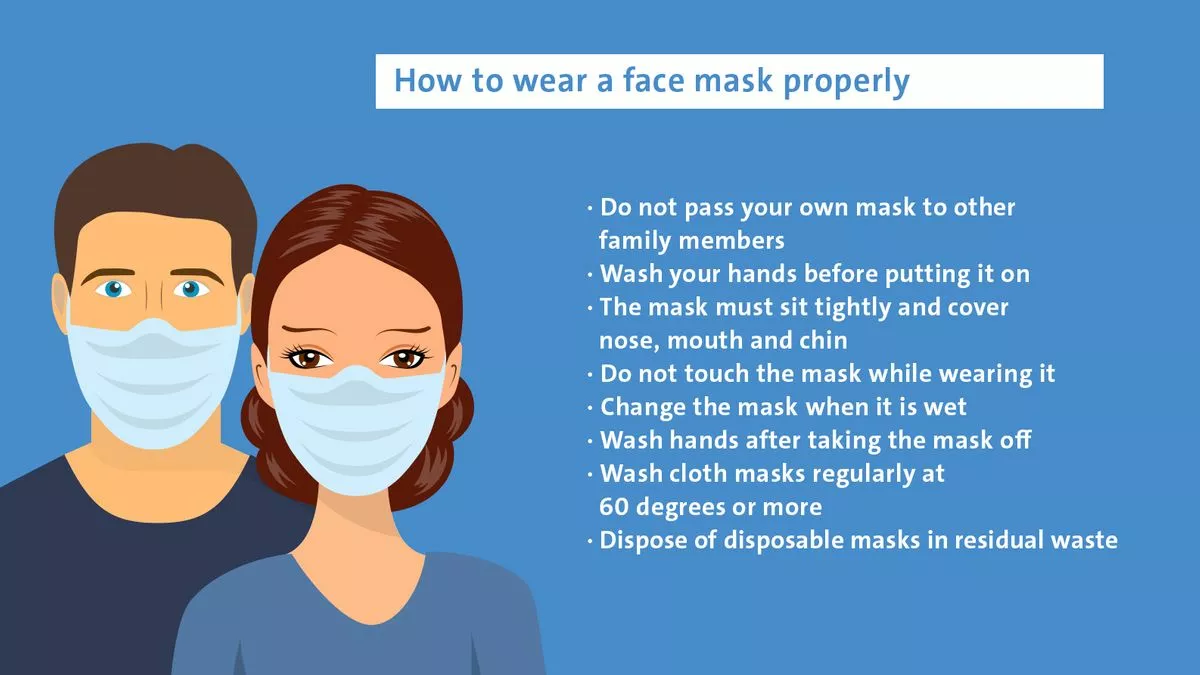 How to wear a face mask properly
· Do not pass your own mask to other
family members
· Wash your hands before putting it on
· The mask must sit tightly and cover
nose, mouth and chin
· Do not touch the mask while wearing it
· Change the mask when it is wet
· Wash hands after taking the mask off
· Wash cloth masks regularly at
60 degrees or more
· Dispose of disposable masks in residual waste